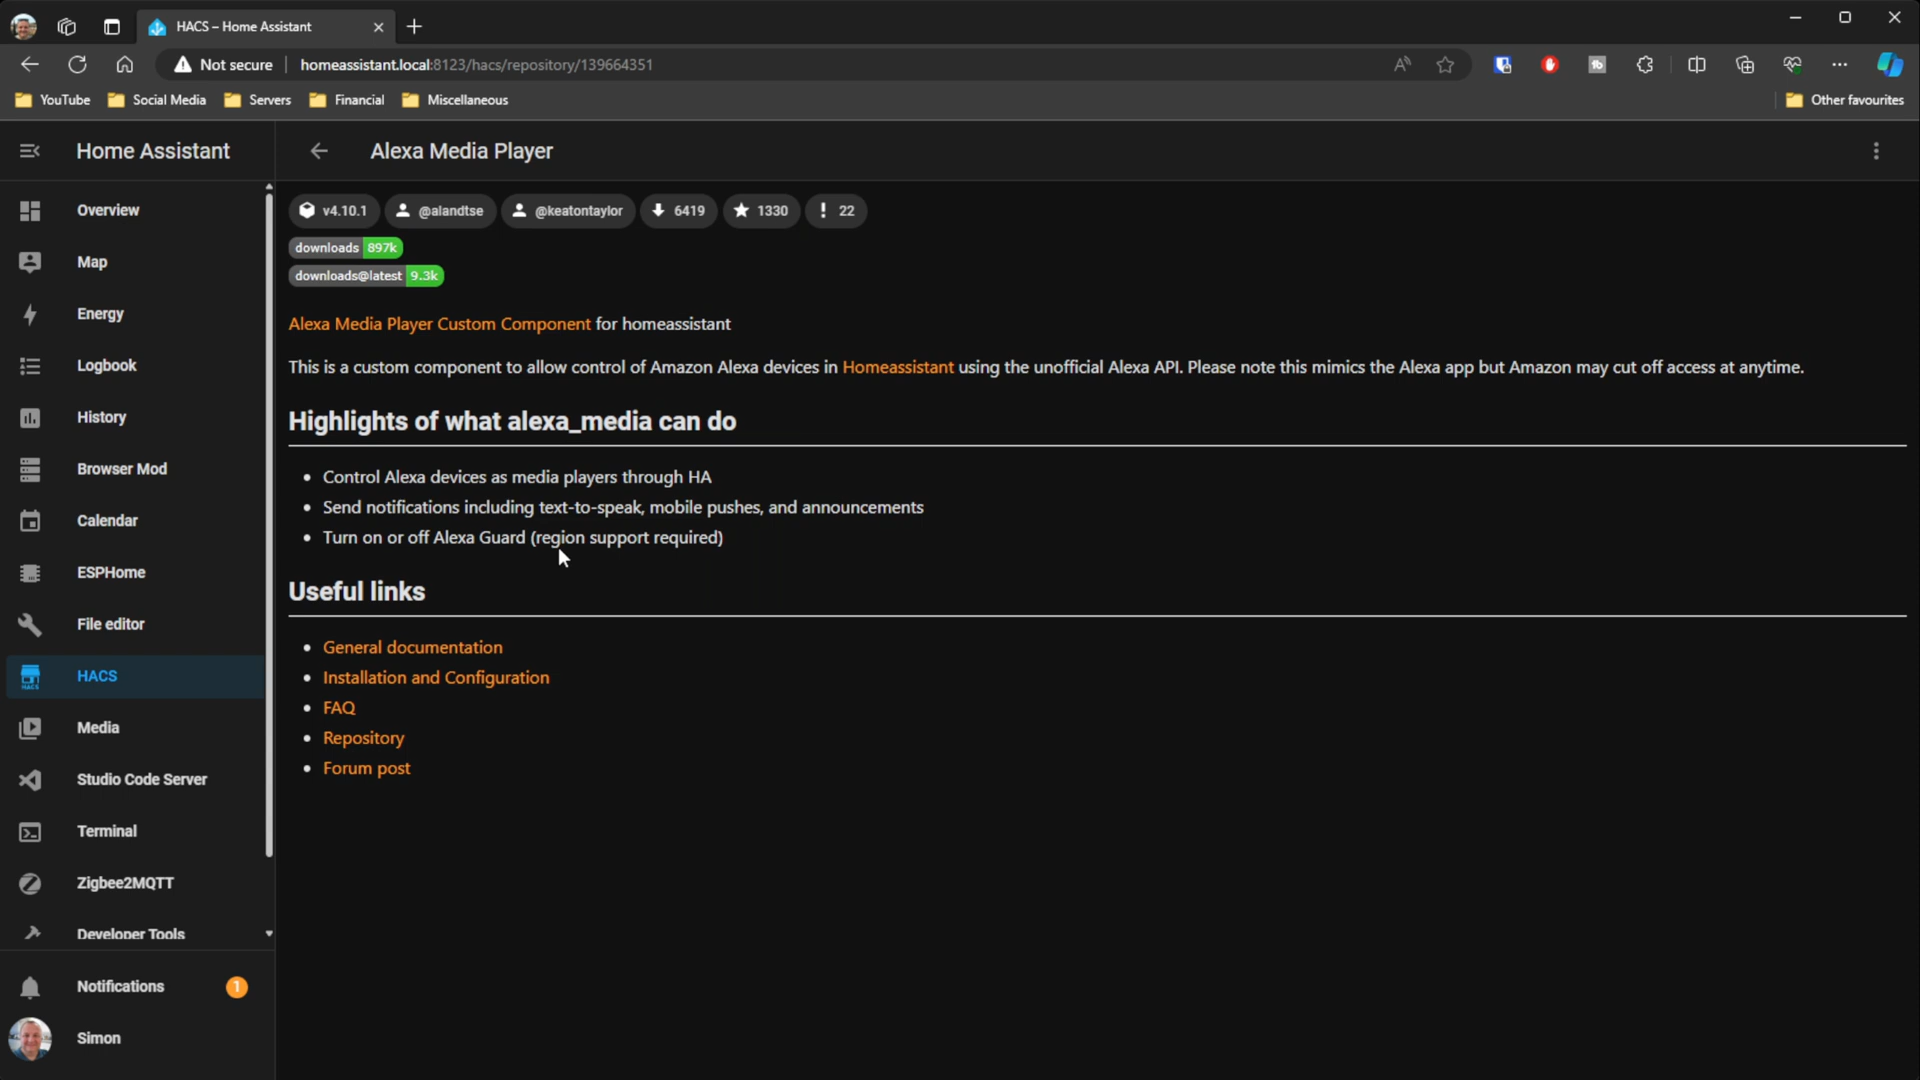 HACS – Home Assistant
Not secure
homeassistant.local:8123/hacs/repository/139664351
YouTube
Social Media
Servers
Financial
Miscellaneous
Other favourites
Home Assistant
Alexa Media Player
Overview
Map
Energy
Logbook
History
Browser Mod
Calendar
ESPHome
File editor
HACS
Media
Studio Code Server
Terminal
Zigbee2MQTT
Developer Tools
Notifications
1
Simon
v4.10.1
@alandtse
@keatontaylor
6419
1330
22
downloads 897k
downloads@latest 9.3k
Alexa Media Player Custom Component for homeassistant
This is a custom component to allow control of Amazon Alexa devices in Homeassistant using the unofficial Alexa API. Please note this mimics the Alexa app but Amazon may cut off access at anytime.
Highlights of what alexa_media can do
• Control Alexa devices as media players through HA
• Send notifications including text-to-speak, mobile pushes, and announcements
• Turn on or off Alexa Guard (region support required)
Useful links
• General documentation
• Installation and Configuration
• FAQ
• Repository
• Forum post